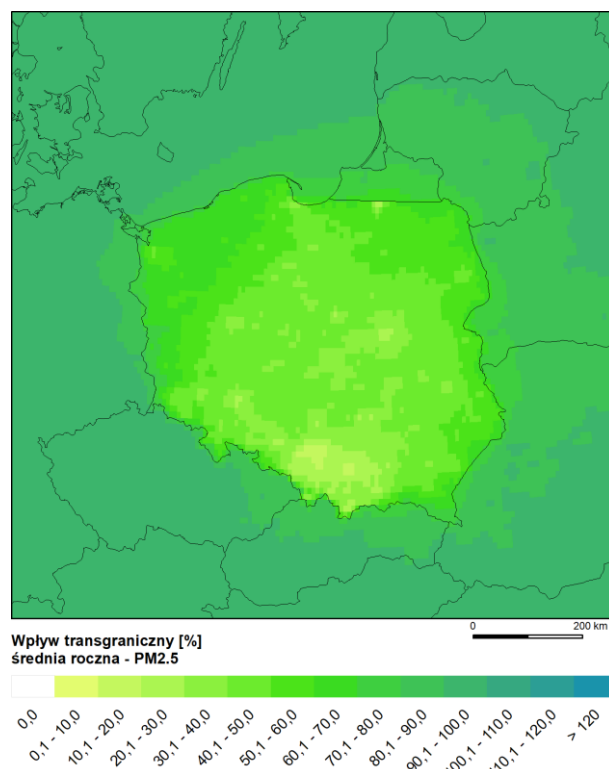 0 200 km
Wpływ transgraniczny [%]
średnia roczna - PM2.5
0,0
0,1 - 10,0
10,1 - 20,0
20,1 - 30,0
30,1 - 40,0
40,1 - 50,0
50,1 - 60,0
60,1 - 70,0
70,1 - 80,0
80,1 - 90,0
90,1 - 100,0
100,1 - 110,0
110,1 - 120,0
> 120